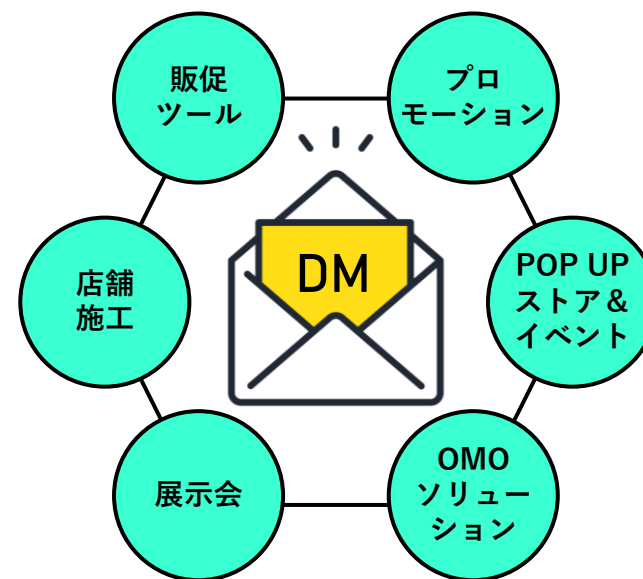 販促
ツール
プロ
モーション
店舗
施工
DM
POP UP
ストア＆
イベント
展示会
OMO
ソリュー
ション